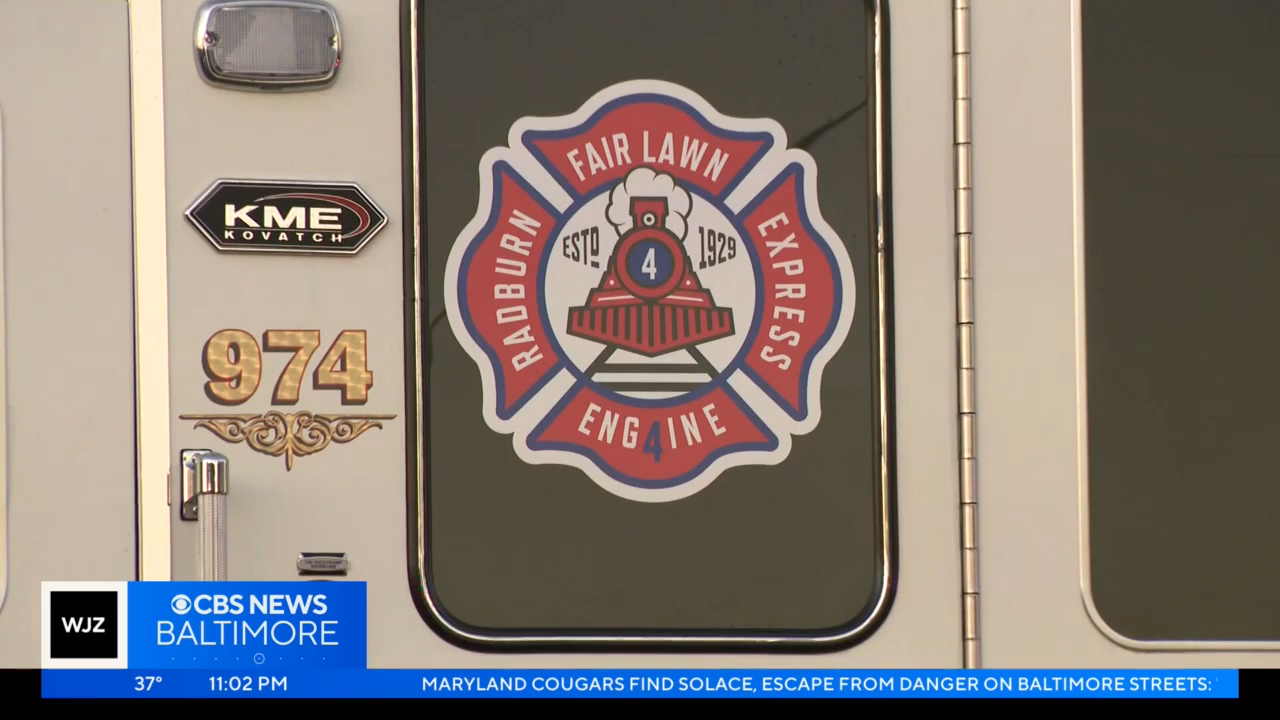 FAIR LAWN
RADBURN
EXPRESS
ESTD 1929
4
ENG4INE
KME
KOVATCH
974
WJZ
CBS NEWS
BALTIMORE
37° 11:02 PM MARYLAND COUGARS FIND SOLACE, ESCAPE FROM DANGER ON BALTIMORE STREETS: